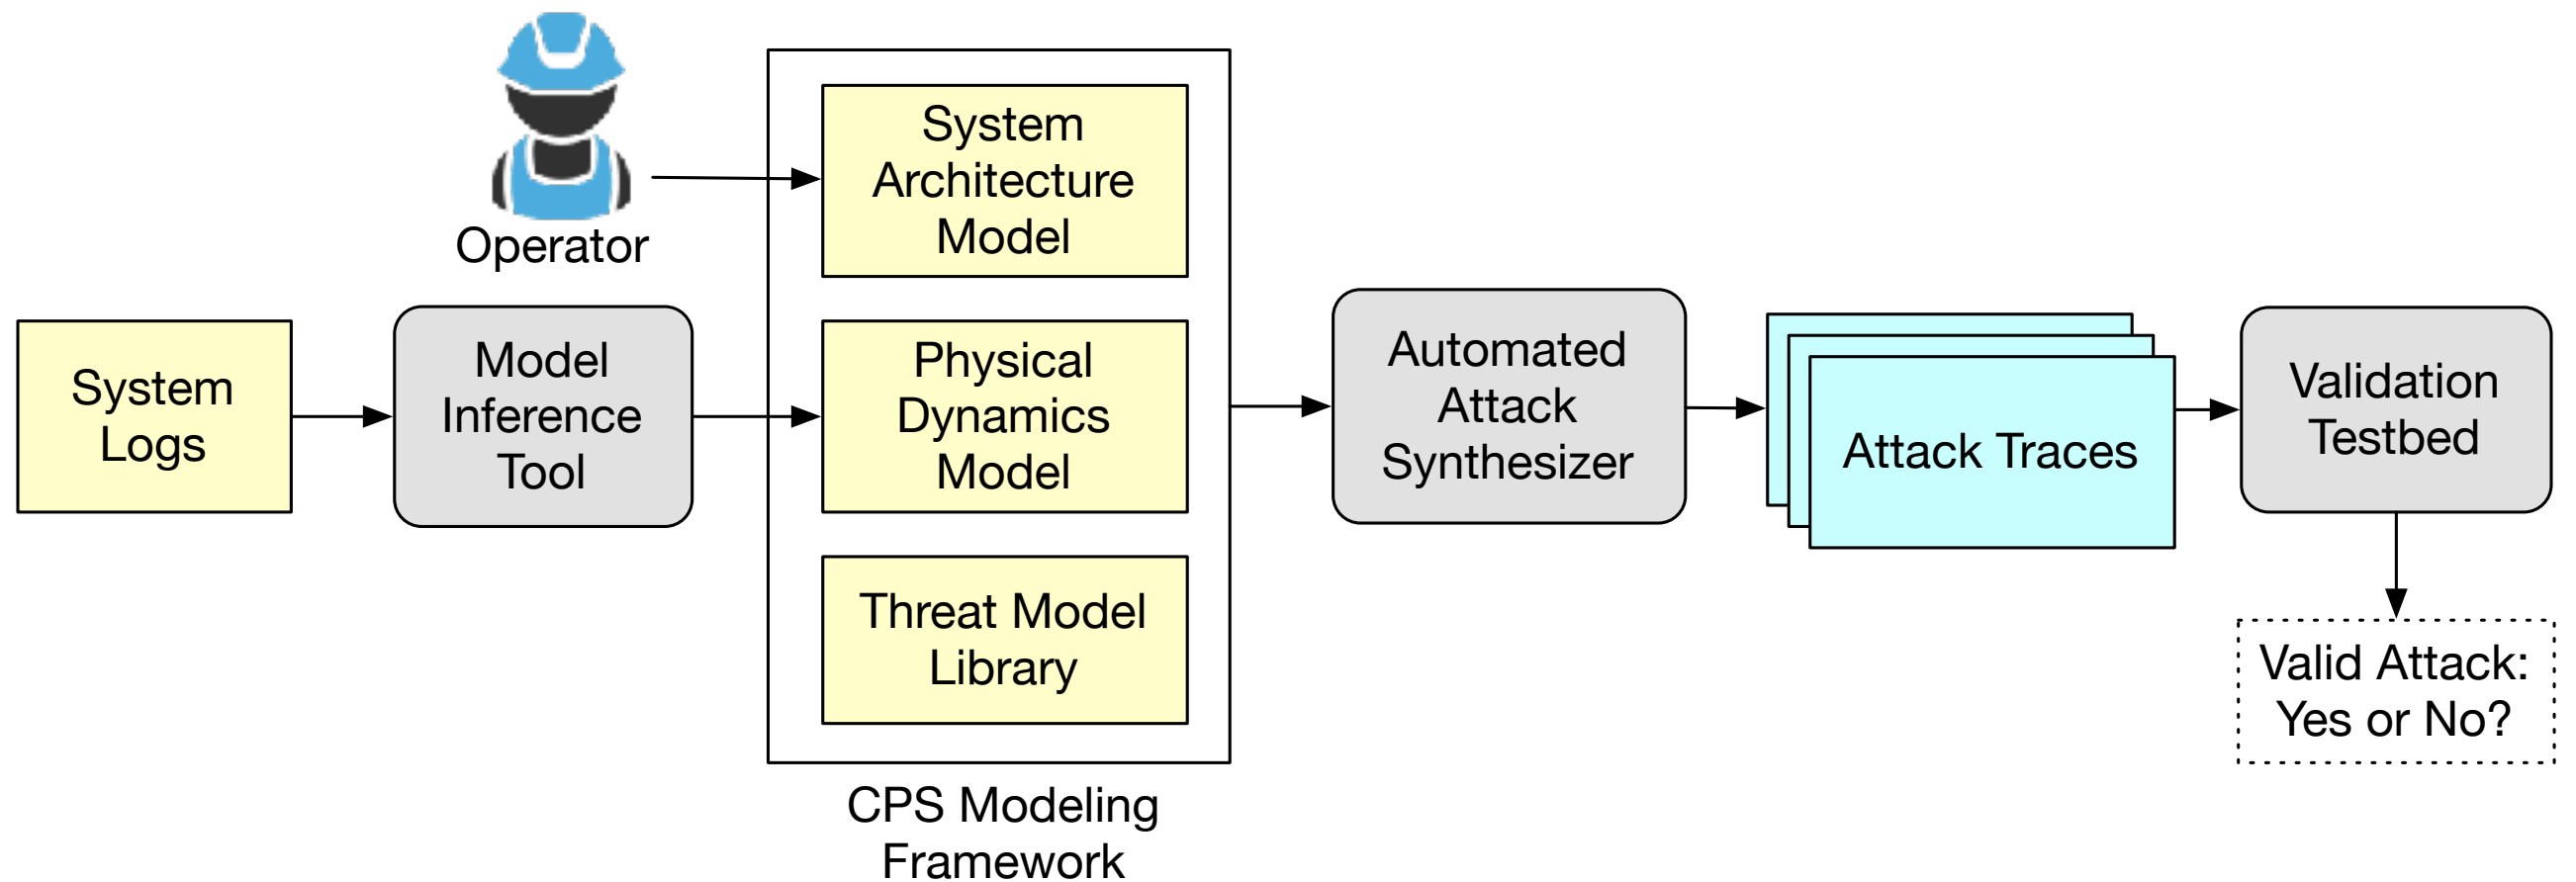 Operator
System
Logs
Model
Inference
Tool
System
Architecture
Model
Physical
Dynamics
Model
Threat Model
Library
CPS Modeling
Framework
Automated
Attack
Synthesizer
Attack Traces
Validation
Testbed
Valid Attack:
Yes or No?